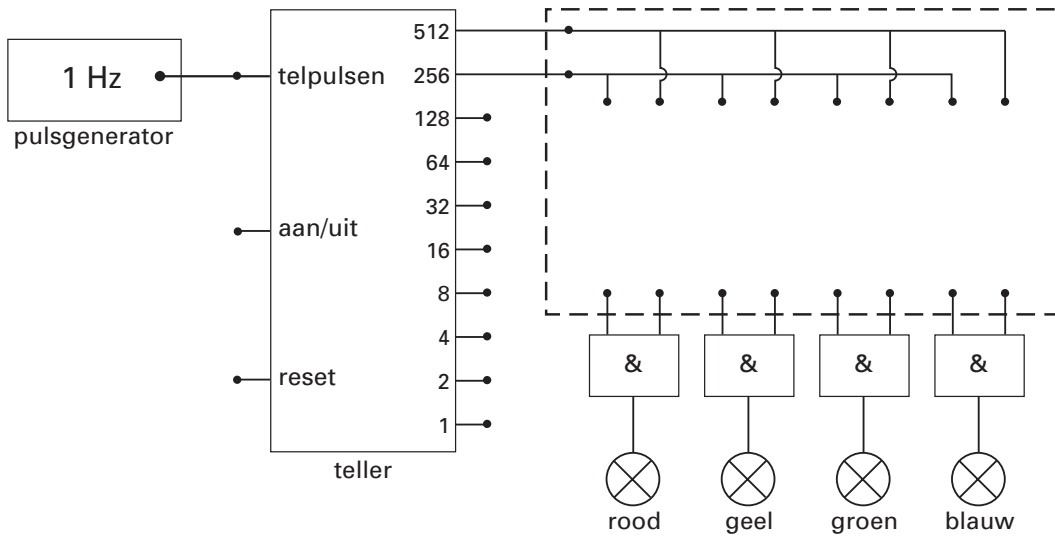 1 Hz
pulsgenerator
telpulsen
aan/uit
reset
512
256
128
64
32
16
8
4
2
1
teller
& & & &
rood geel groen blauw